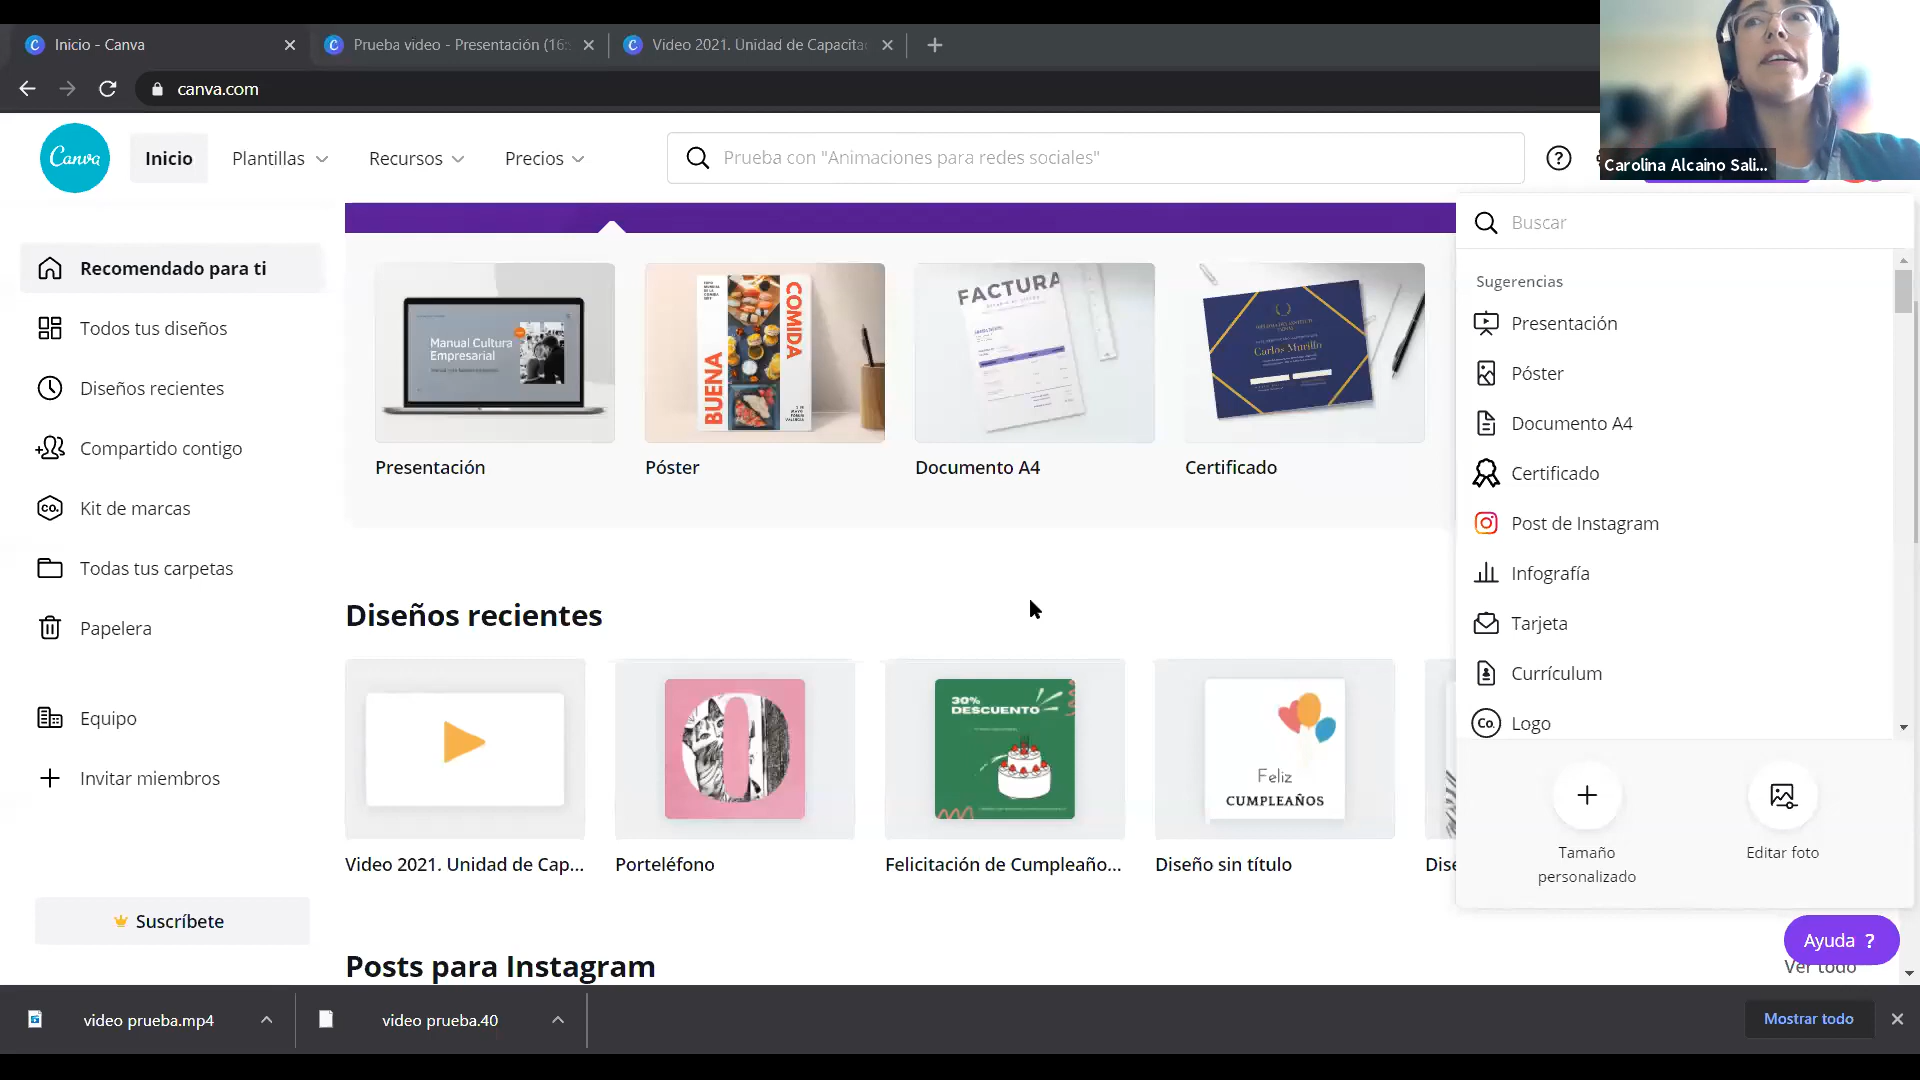 Inicio - Canva
Prueba video - Presentación (16:
Video 2021. Unidad de Capacita
canva.com
Canva
Inicio
Plantillas
Recursos
Precios
Prueba con "Animaciones para redes sociales"
Carolina Alcaino Sali...
Recomendado para ti
Todos tus diseños
Diseños recientes
Compartido contigo
CO.
Kit de marcas
Todas tus carpetas
Papelera
Equipo
Invitar miembros
Suscríbete
Manual Cultura
Empresarial
BUENA
COMIDA
FACTURA
Carlos Murillo
Presentación
Póster
Documento A4
Certificado
Diseños recientes
30%
DESCUENTO
Feliz
CUMPLEAÑOS
Video 2021. Unidad de Cap...
Porteléfono
Felicitación de Cumpleaño...
Diseño sin título
Dise
Posts para Instagram
Ver todo
Buscar
Sugerencias
Presentación
Póster
Documento A4
Certificado
Post de Instagram
Infografía
Tarjeta
Currículum
Co.
Logo
Tamaño
personalizado
Editar foto
Ayuda ?
video prueba.mp4
video prueba.40
Mostrar todo